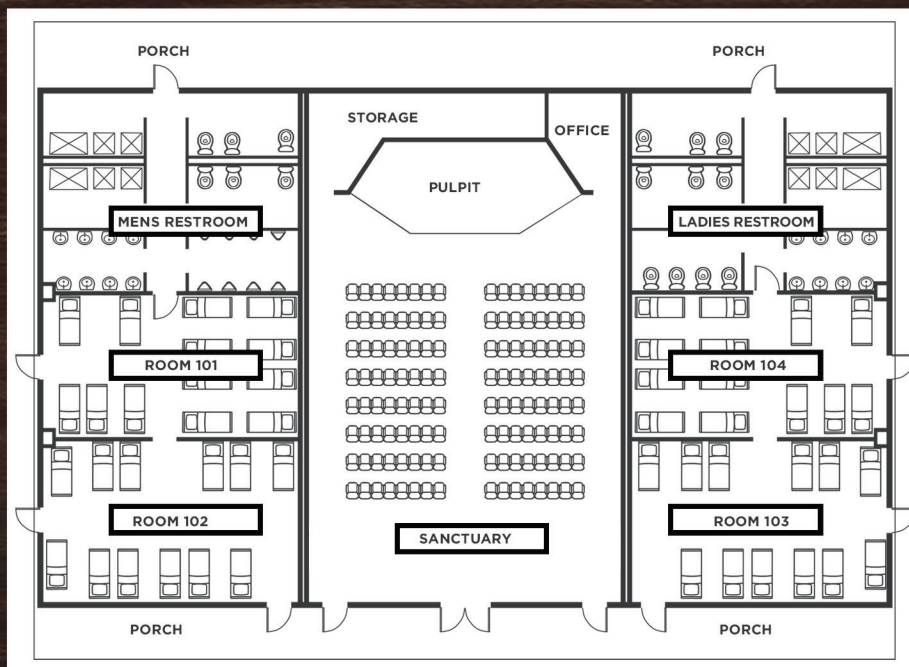 PORCH
PORCH
STORAGE
OFFICE
PULPIT
MENS RESTROOM
LADIES RESTROOM
ROOM 101
ROOM 104
ROOM 102
SANCTUARY
ROOM 103
PORCH
PORCH